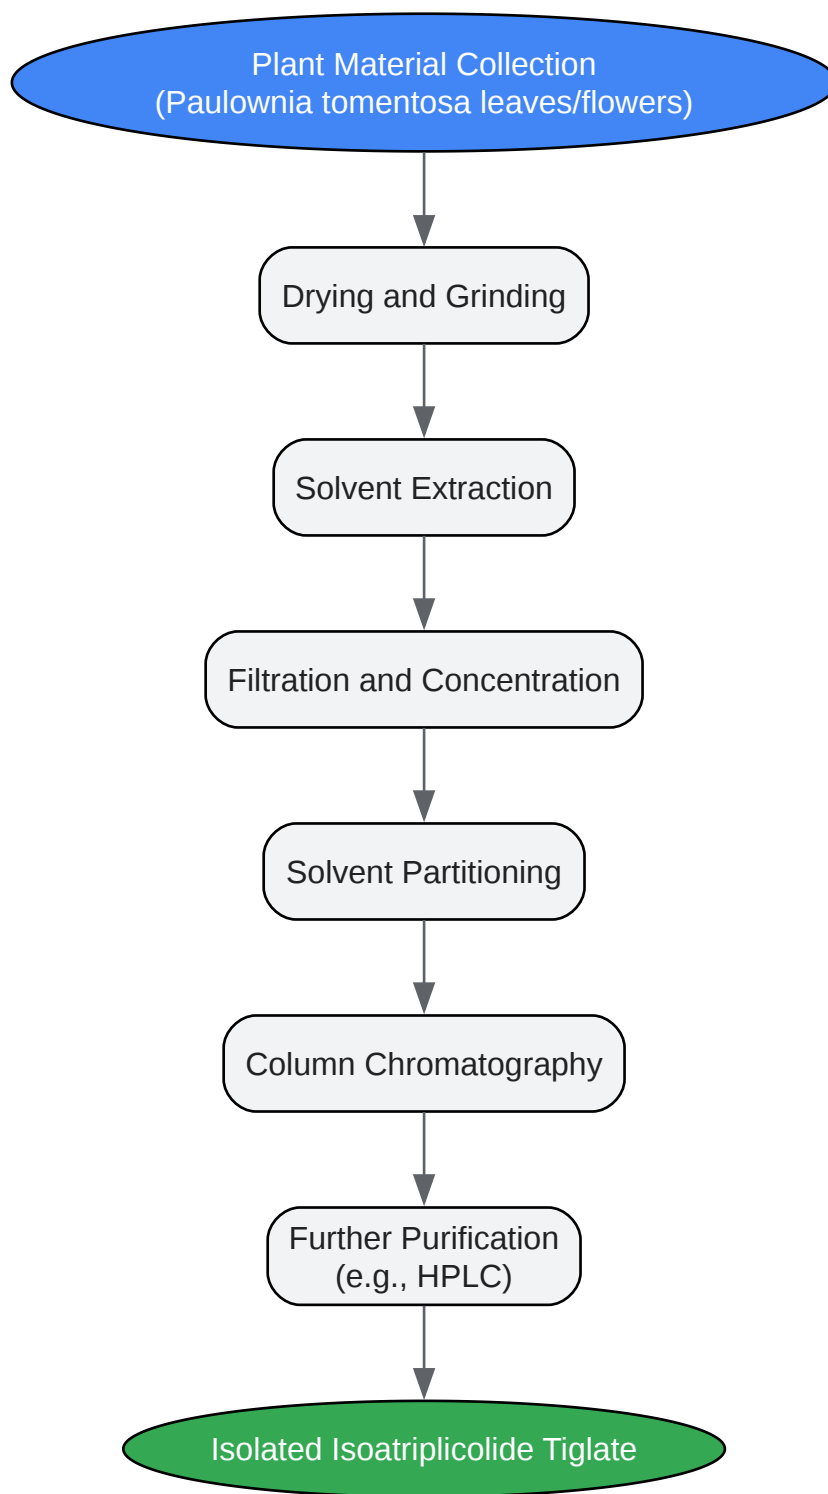 Plant Material Collection
(Paulownia tomentosa leaves/flowers)
Drying and Grinding
Solvent Extraction
Filtration and Concentration
Solvent Partitioning
Column Chromatography
Further Purification
(e.g., HPLC)
Isolated Isoatriplicolide Tiglate